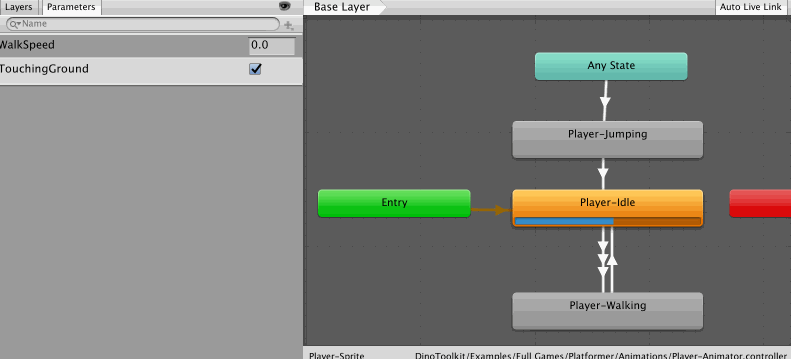 Layers Parameters
Base Layer
Auto Live Link
Name
WalkSpeed 0.0
TouchingGround
Any State
Player-Jumping
Entry
Player-Idle
Player-Walking
Player-Sprite
DinoToolkit/Examples/Full Games/Platformer/Animations/Player-Animator.controller